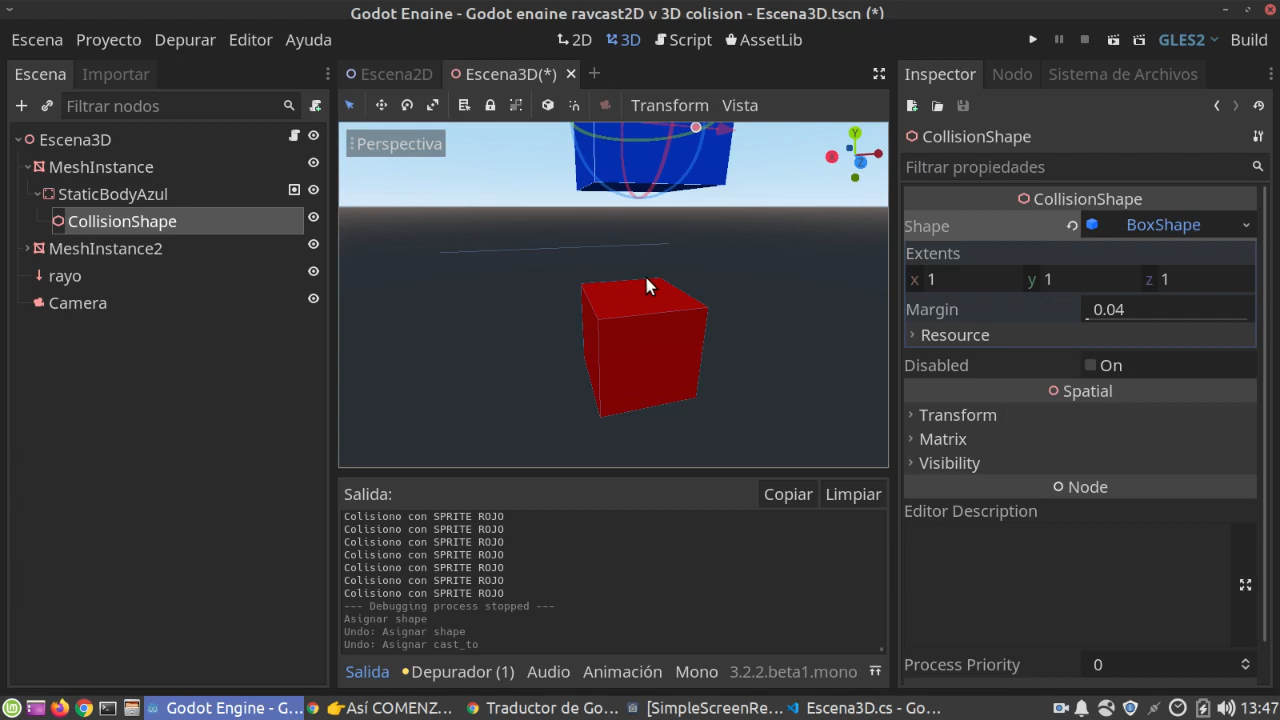 Godot Engine - Godot engine raycast2D y 3D colision - Escena3D.tscn (*)
Escena Proyecto Depurar Editor Ayuda
2D 3D Script AssetLib
GLES2 Build
Escena Importar
Filtrar nodos
Escena3D
MeshInstance
StaticBodyAzul
CollisionShape
MeshInstance2
rayo
Camera
Escena2D Escena3D(*)
Transform Vista
Perspectiva
Y
X
Z
Salida:
Copiar Limpiar
Colisiono con SPRITE ROJO
Colisiono con SPRITE ROJO
Colisiono con SPRITE ROJO
Colisiono con SPRITE ROJO
Colisiono con SPRITE ROJO
Colisiono con SPRITE ROJO
Colisiono con SPRITE ROJO
--- Debugging process stopped ---
Asignar shape
Undo: Asignar shape
Undo: Asignar cast_to
Salida Depurador (1) Audio Animación Mono 3.2.2.beta1.mono
Inspector Nodo Sistema de Archivos
CollisionShape
Filtrar propiedades
CollisionShape
Shape BoxShape
Extents
x 1 y 1 z 1
Margin 0.04
Resource
Disabled On
Spatial
Transform
Matrix
Visibility
Node
Editor Description
Process Priority 0
Godot Engine - G... 👉Así COMENZ... Traductor de Go... [SimpleScreenRe... Escena3D.cs - Go... 13:47